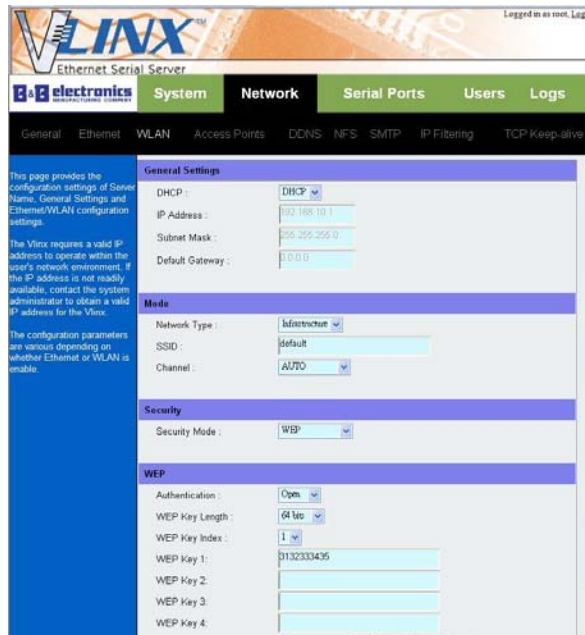 VLINX™
Ethernet Serial Server
Logged in as root, Log
B&B electronics
MANUFACTURING COMPANY
System Network Serial Ports Users Logs
General Ethernet WLAN Access Points DDNS NFS SMTP IP Filtering TCP Keep-alive
This page provides the
configuration settings of Server
Name, General Settings and
Ethernet/WLAN configuration
settings.
The Vlinx requires a valid IP
address to operate within the
user's network environment. If
the IP address is not readily
available, contact the system
administrator to obtain a valid
IP address for the Vlinx.
The configuration parameters
are various depending on
whether Ethernet or WLAN is
enable.
General Settings
DHCP : DHCP
IP Address : 192.168.10.1
Subnet Mask : 255.255.255.0
Default Gateway : 0.0.0.0
Mode
Network Type : Infrastructure
SSID : default
Channel : AUTO
Security
Security Mode : WEP
WEP
Authentication : Open
WEP Key Length : 64 bits
WEP Key Index : 1
WEP Key 1: 3132333435
WEP Key 2:
WEP Key 3:
WEP Key 4: